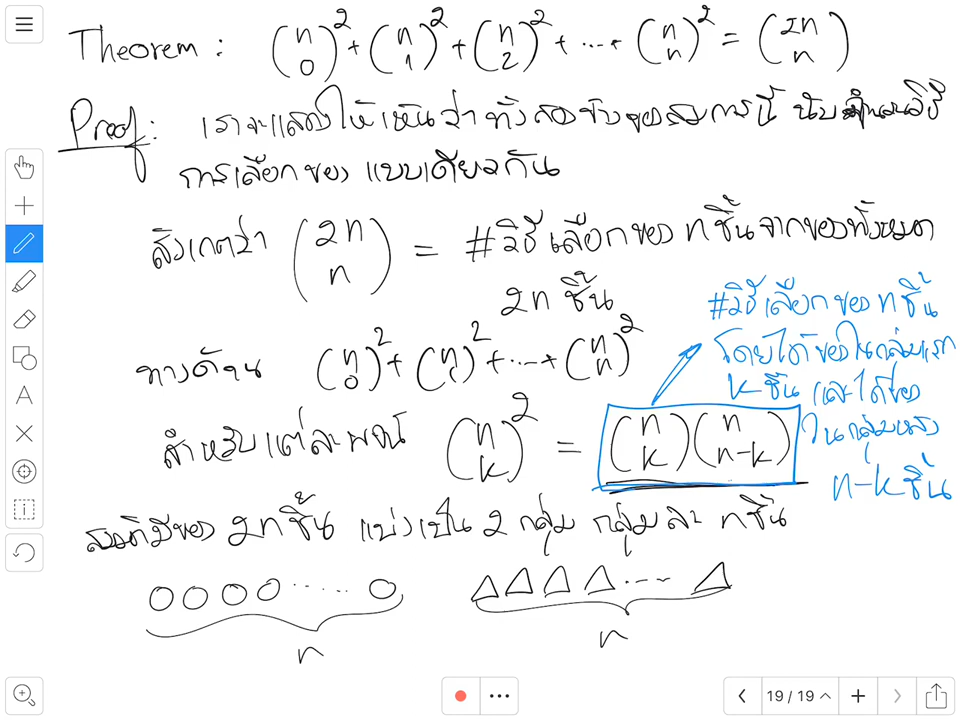 Theorem : (n 0)² + (n 1)² + (n 2)² + ... + (n n)² = (2n n)
Proof : เราจะแสดงให้เห็นว่าทั้งสองข้างของสมการนี้ นับจำนวนวิธี
การเลือกของ แบบเดียวกัน
สังเกตว่า (2n n) = #วิธีเลือกของ n ชิ้นจากของทั้งหมด
2n ชิ้น
ทางด้าน (n 0)² + (n 1)² + ... + (n n)²
สำหรับแต่ละพจน์ (n k)² = (n k)(n n-k)
#วิธีเลือกของ n ชิ้น
โดยได้ของในกลุ่มแรก
k ชิ้น และได้ของ
ในกลุ่มหลัง
n-k ชิ้น
สมมติมีของ 2n ชิ้น แบ่งเป็น 2 กลุ่ม กลุ่มละ n ชิ้น
n
n
19 / 19